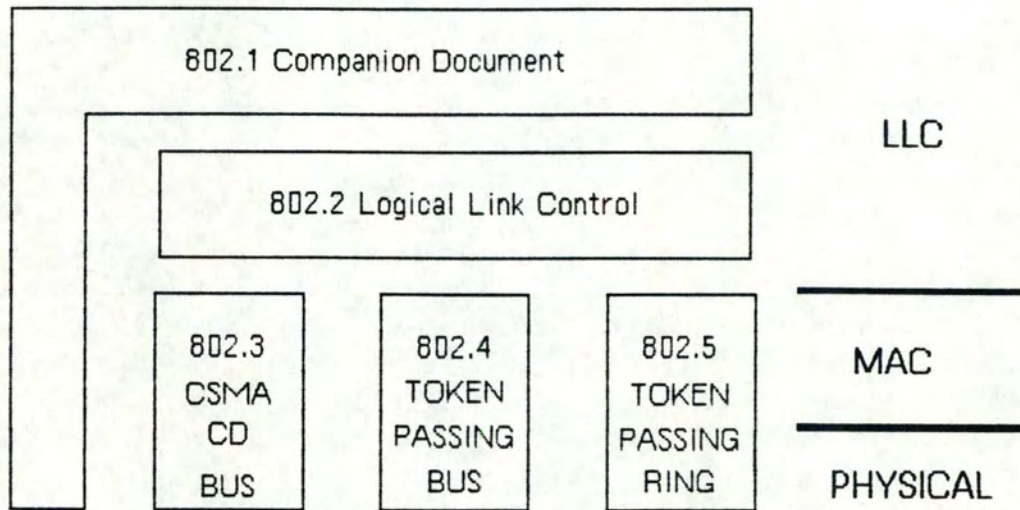 802.1 Companion Document
LLC
802.2 Logical Link Control
802.3
CSMA
CD
BUS
802.4
TOKEN
PASSING
BUS
802.5
TOKEN
PASSING
RING
MAC
PHYSICAL